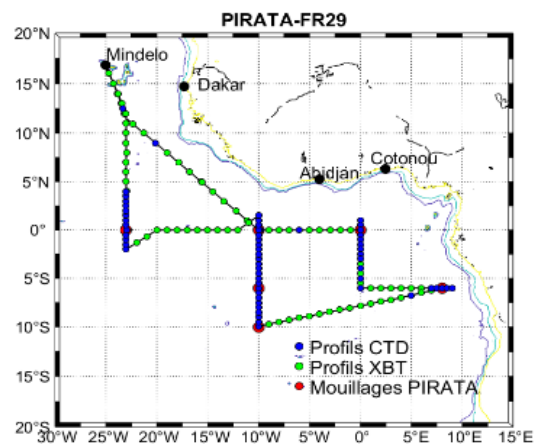 PIRATA-FR29
20°N
Mindelo
15°N
Dakar
10°N
Cotonou
Abidjan
5°N
0°
5°S
10°S
Profils CTD
Profils XBT
15°S
Mouillages PIRATA
20°S
30°W 25°W 20°W 15°W 10°W 5°W 0° 5°E 10°E 15°E